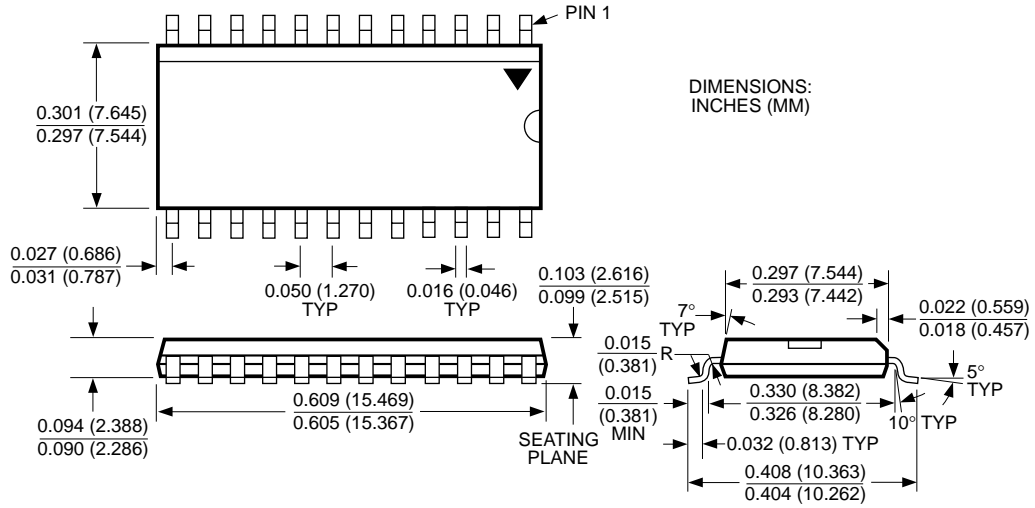 PIN 1
DIMENSIONS:
INCHES (MM)
0.301 (7.645)
0.297 (7.544)
0.027 (0.686)
0.031 (0.787)
0.050 (1.270)
TYP
0.016 (0.046)
TYP
0.103 (2.616)
0.099 (2.515)
0.297 (7.544)
0.293 (7.442)
0.022 (0.559)
0.018 (0.457)
7°
TYP
0.015
(0.381)
R
5°
TYP
0.094 (2.388)
0.090 (2.286)
0.609 (15.469)
0.605 (15.367)
SEATING
PLANE
0.015
(0.381)
MIN
0.330 (8.382)
0.326 (8.280)
10° TYP
0.032 (0.813) TYP
0.408 (10.363)
0.404 (10.262)